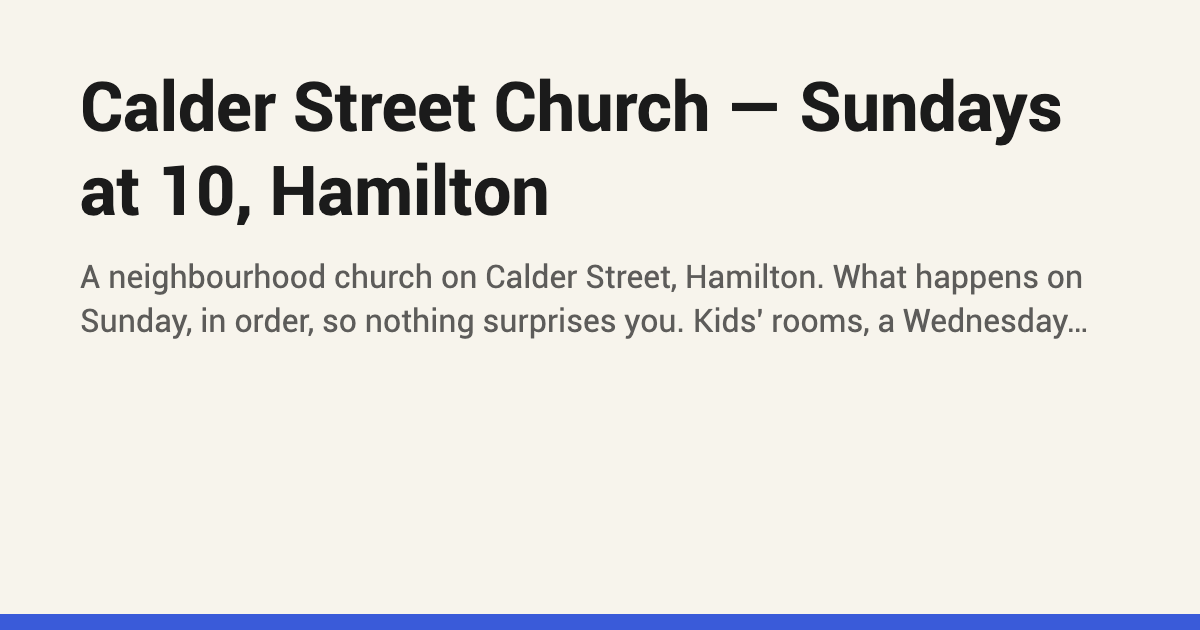 Calder Street Church — Sundays
at 10, Hamilton
A neighbourhood church on Calder Street, Hamilton. What happens on
Sunday, in order, so nothing surprises you. Kids' rooms, a Wednesday…